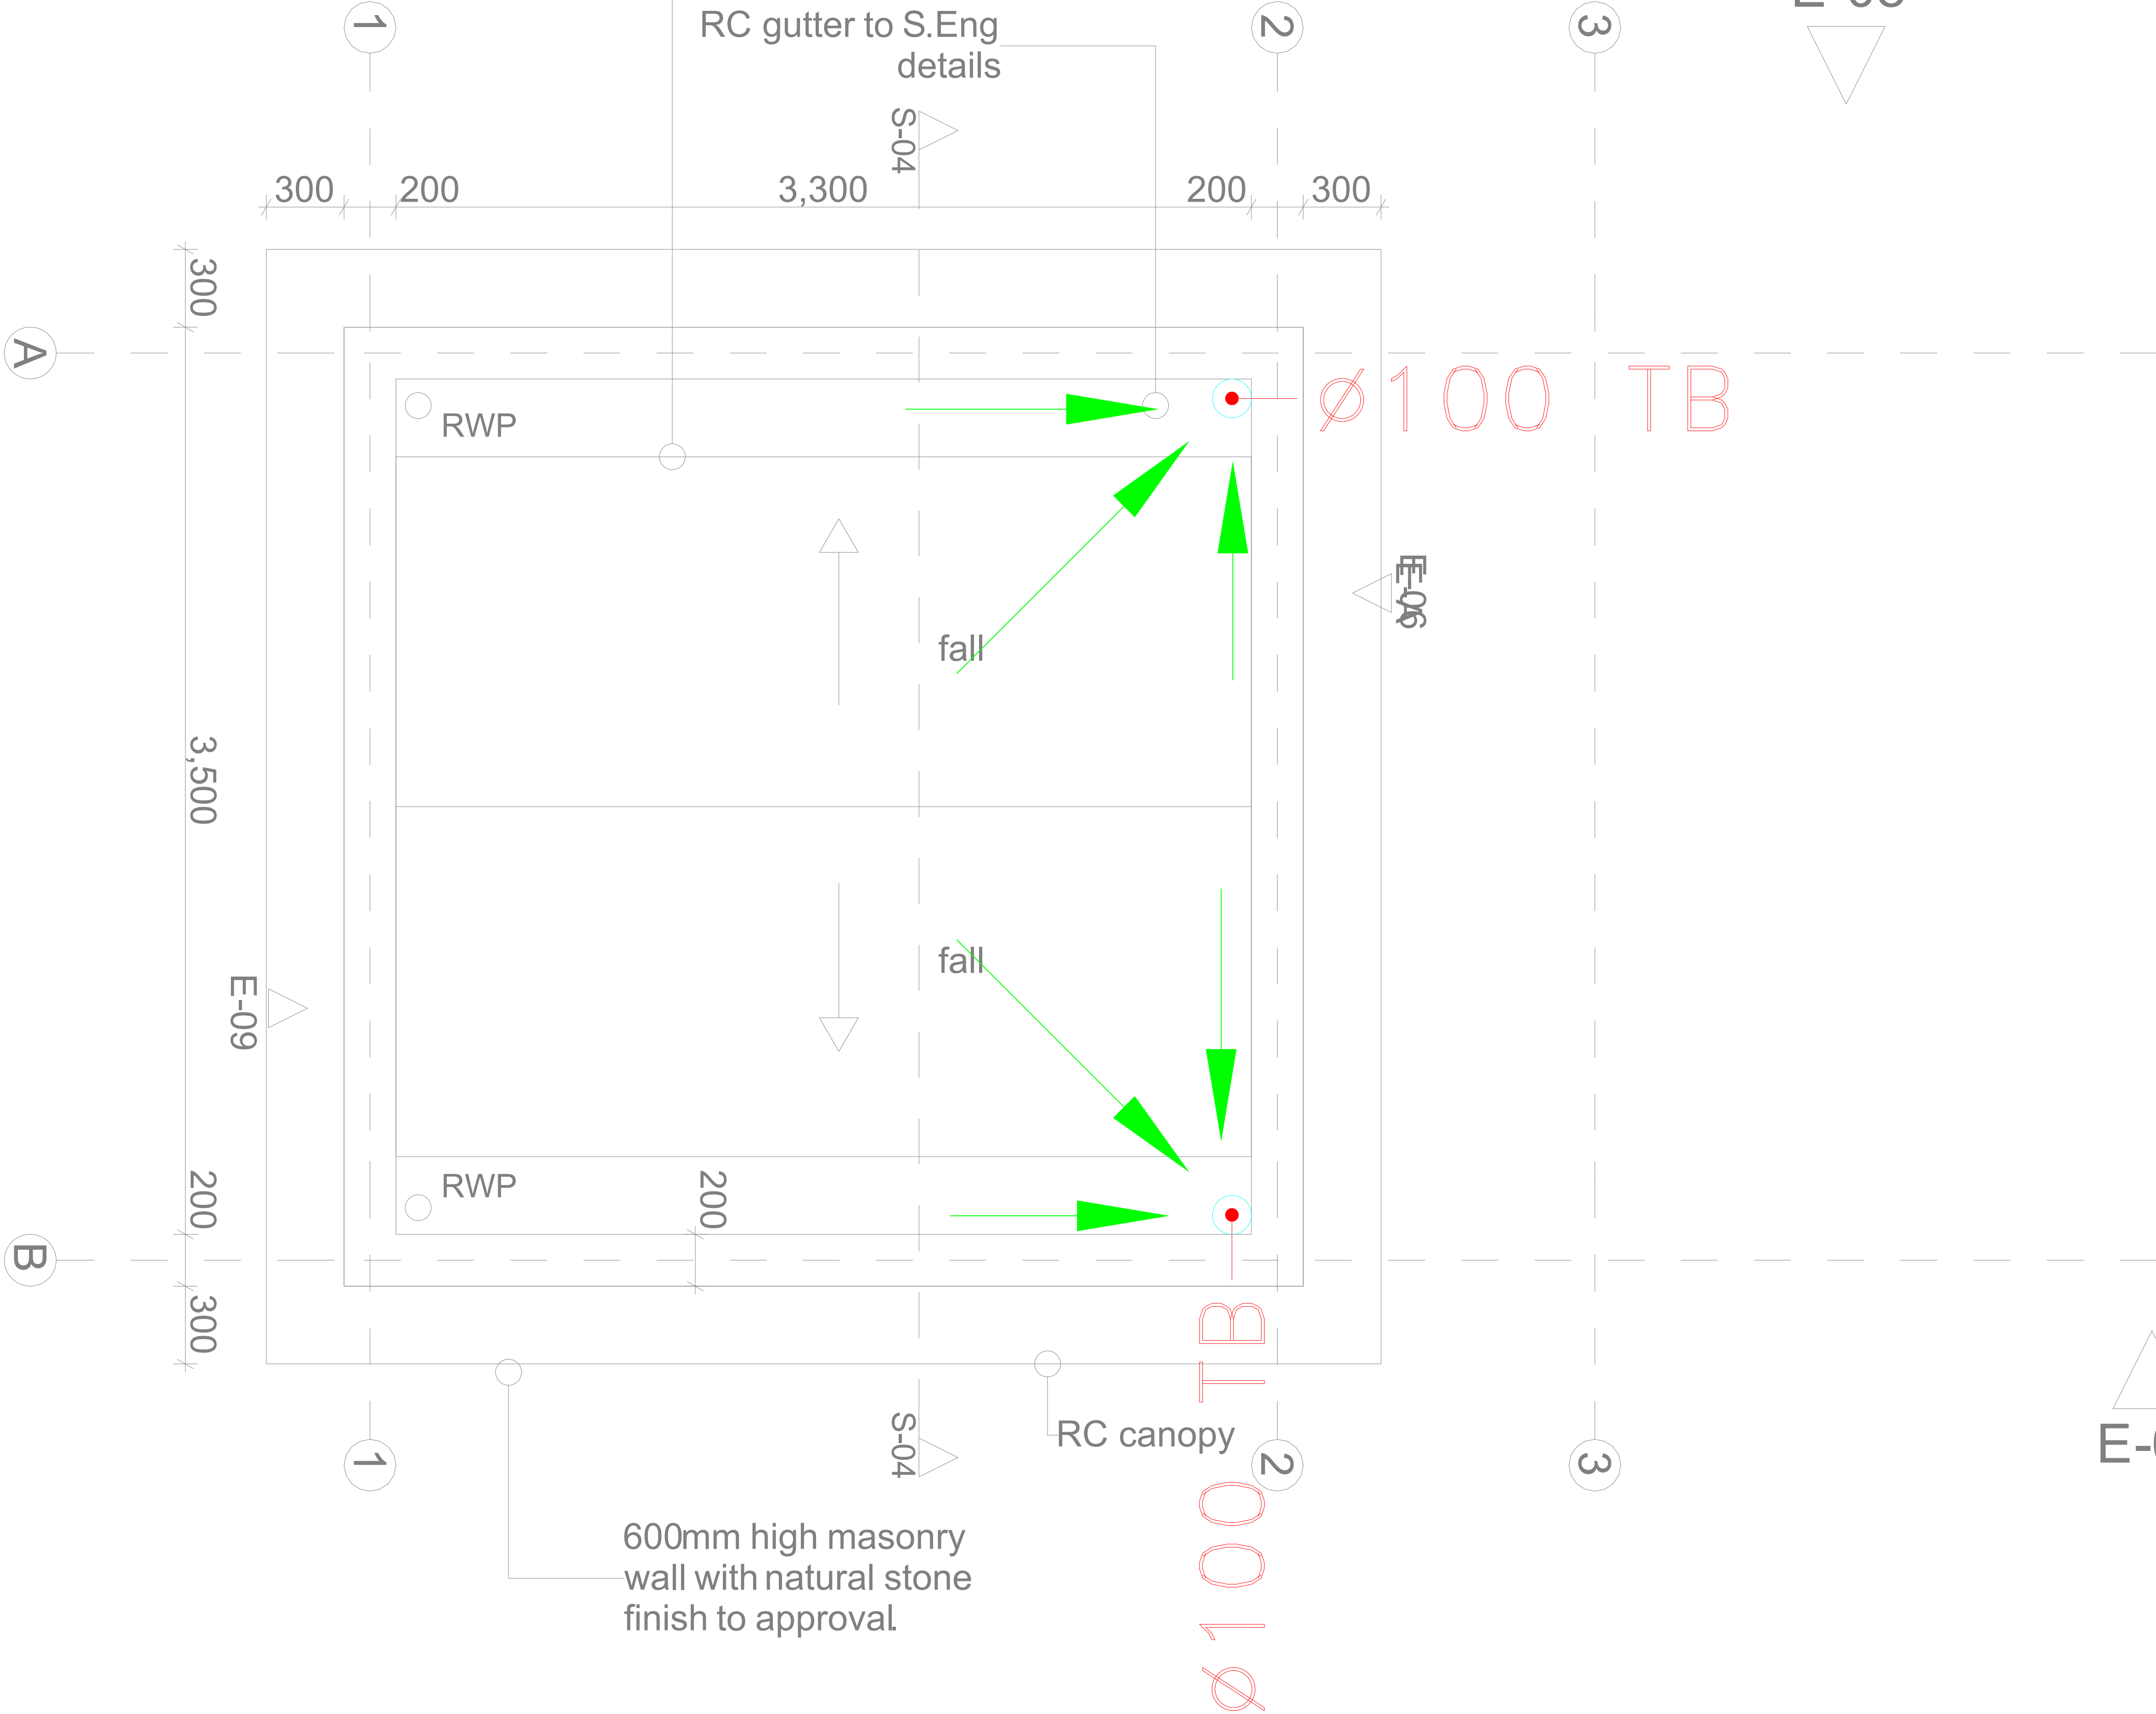 1
RC gutter to S.Eng
details
2
3
S-04
300
200
3,300
200
300
300
A
Ø100 TB
RWP
fall
3,500
fall
E-09
RWP
200
200
B
300
S-04
RC canopy
1
2
3
Ø100 TB
600mm high masonry
wall with natural stone
finish to approval.